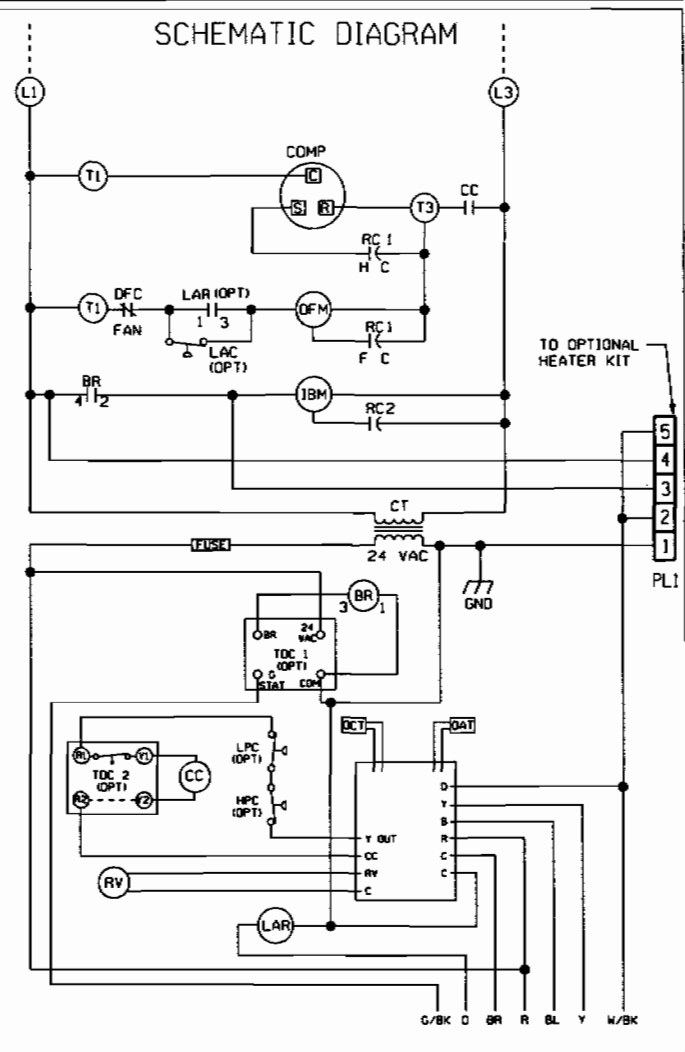 SCHEMATIC DIAGRAM
L1
L3
COMP
T1
C
S
R
T3
CC
RC1
H C
DFC
FAN
T1
LAR (OPT)
1 3
OFM
LAC
(OPT)
RC1
F C
TO OPTIONAL
HEATER KIT
BR
4 2
IBM
RC2
5
4
3
2
1
PL1
CT
FUSE
24 VAC
GND
3 BR 1
BR
24
VAC
TDC 1
(OPT)
G
STAT
COM
OCT
OAT
R1
Y1
TDC 2
(OPT)
R2
Y2
CC
LPC
(OPT)
HPC
(OPT)
Y OUT
CC
RV
C
O
Y
B
R
C
C
RV
LAR
G/BK O BR R BL Y W/BK